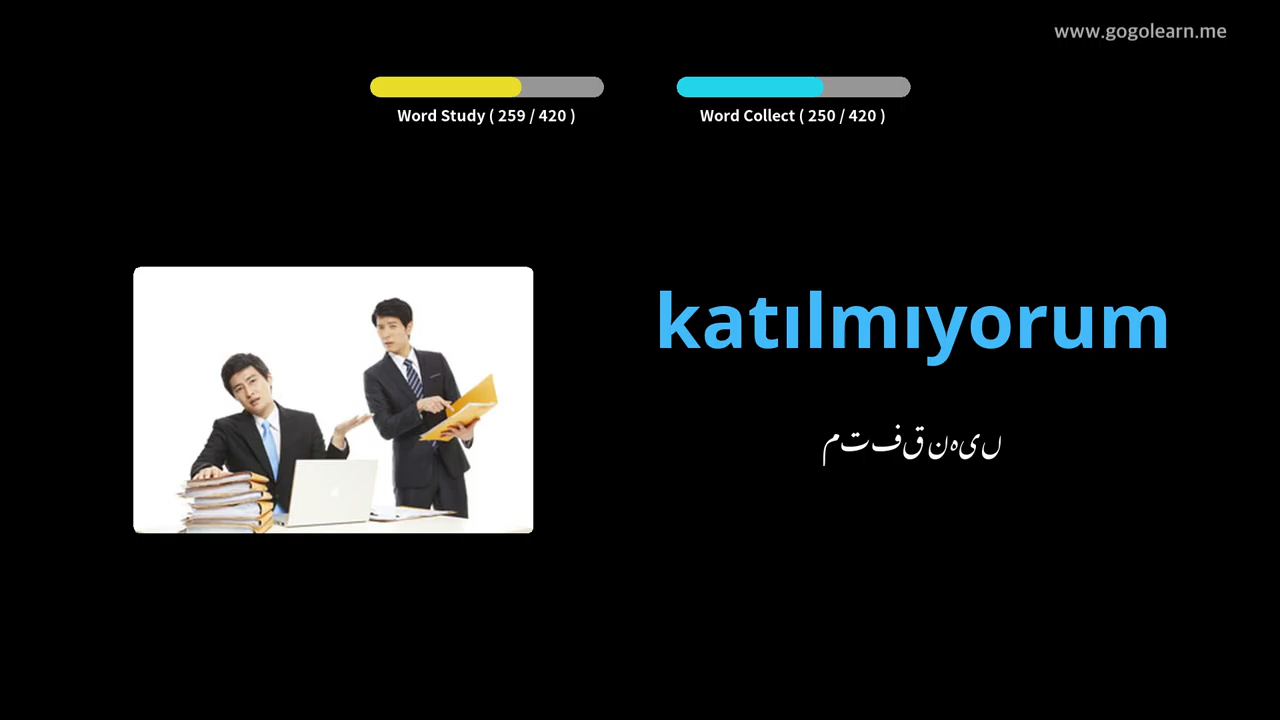 www.gogolearn.me
Word Study ( 259 / 420 )
Word Collect ( 250 / 420 )
katılmıyorum
متفق نہیں